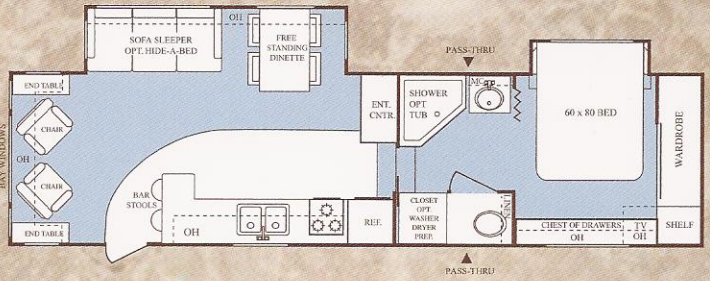 OH
SOFA SLEEPER
OPT. HIDE-A-BED
FREE
STANDING
DINETTE
PASS-THRU
END TABLE
CHAIR
BAY WINDOWS
OH
CHAIR
END TABLE
ENT.
CNTR.
SHOWER
OPT
TUB
MC
60 x 80 BED
WARDROBE
BAR
STOOLS
OH
REF.
CLOSET
OPT.
WASHER
DRYER
PREP.
LINEN
CHEST OF DRAWERS
OH
TV
OH
SHELF
PASS-THRU